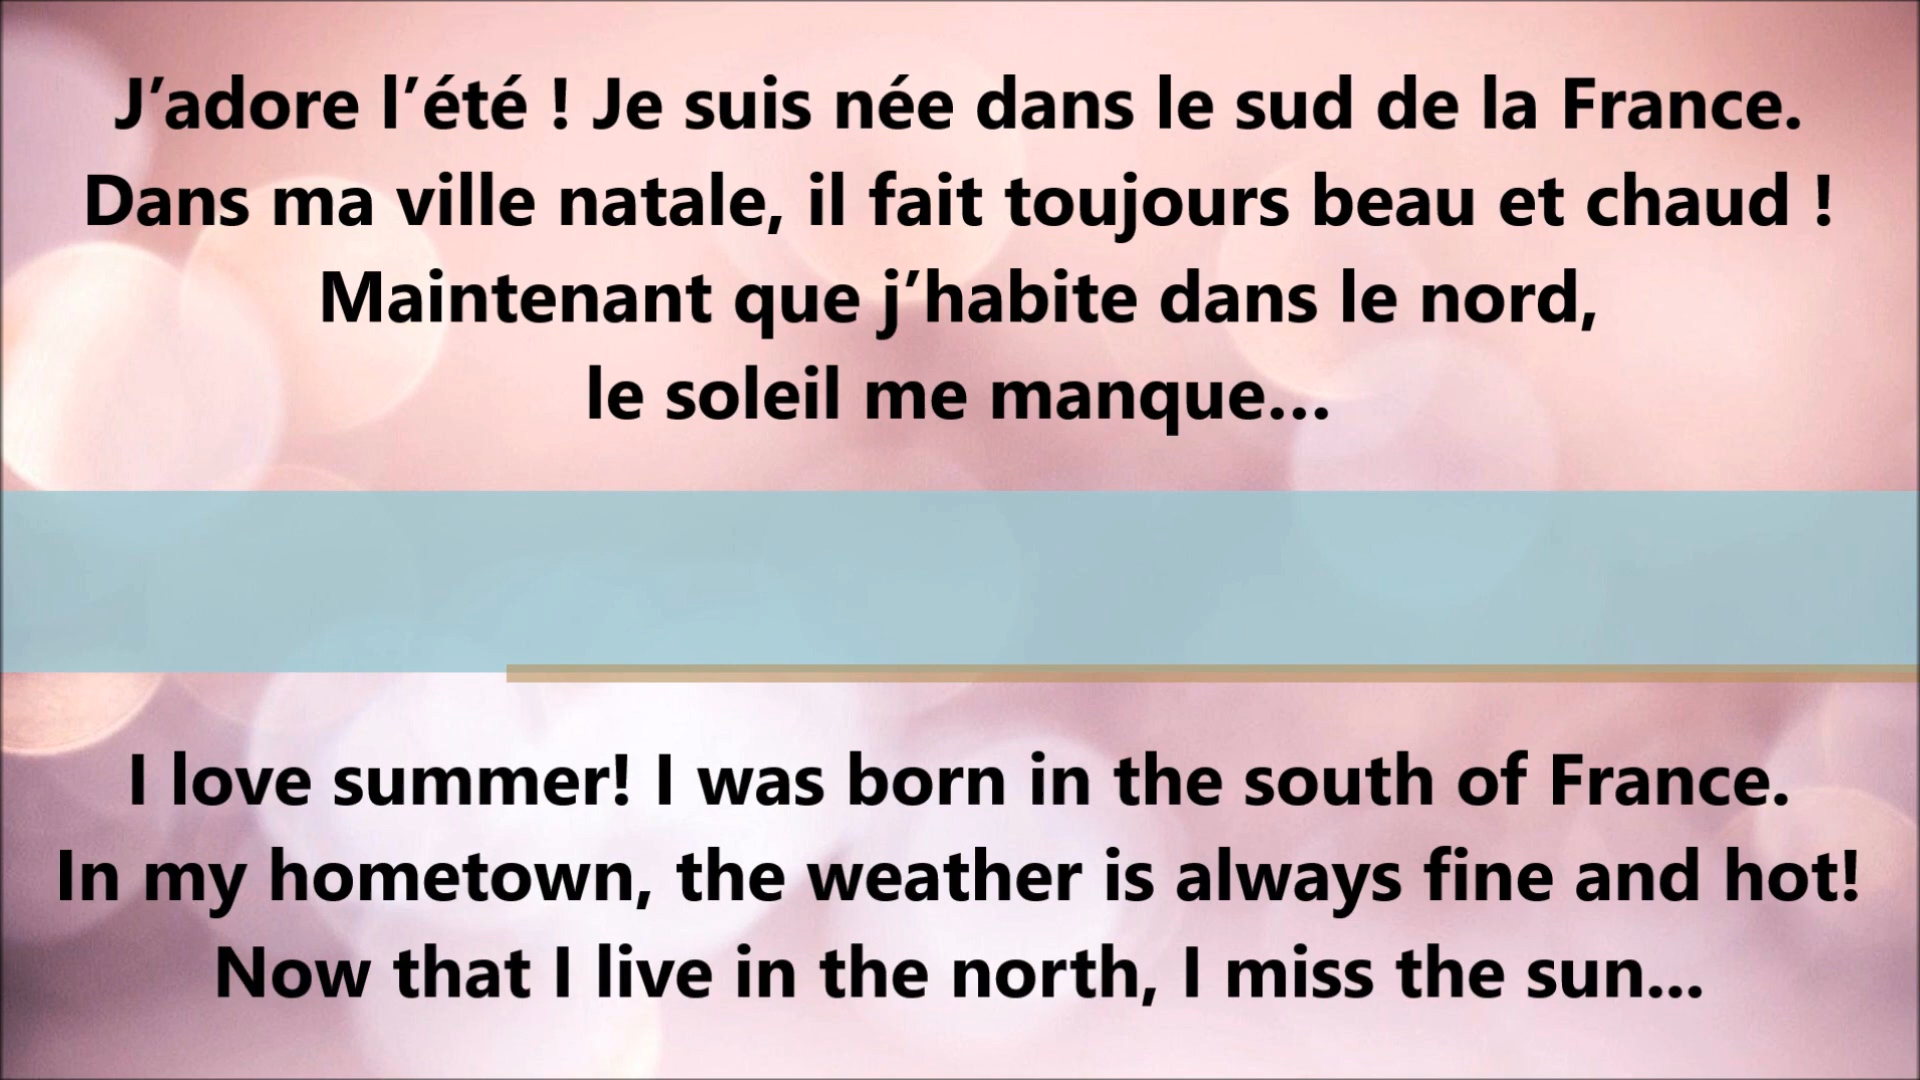 J’adore l’été ! Je suis née dans le sud de la France.
Dans ma ville natale, il fait toujours beau et chaud !
Maintenant que j’habite dans le nord,
le soleil me manque...
I love summer! I was born in the south of France.
In my hometown, the weather is always fine and hot!
Now that I live in the north, I miss the sun...